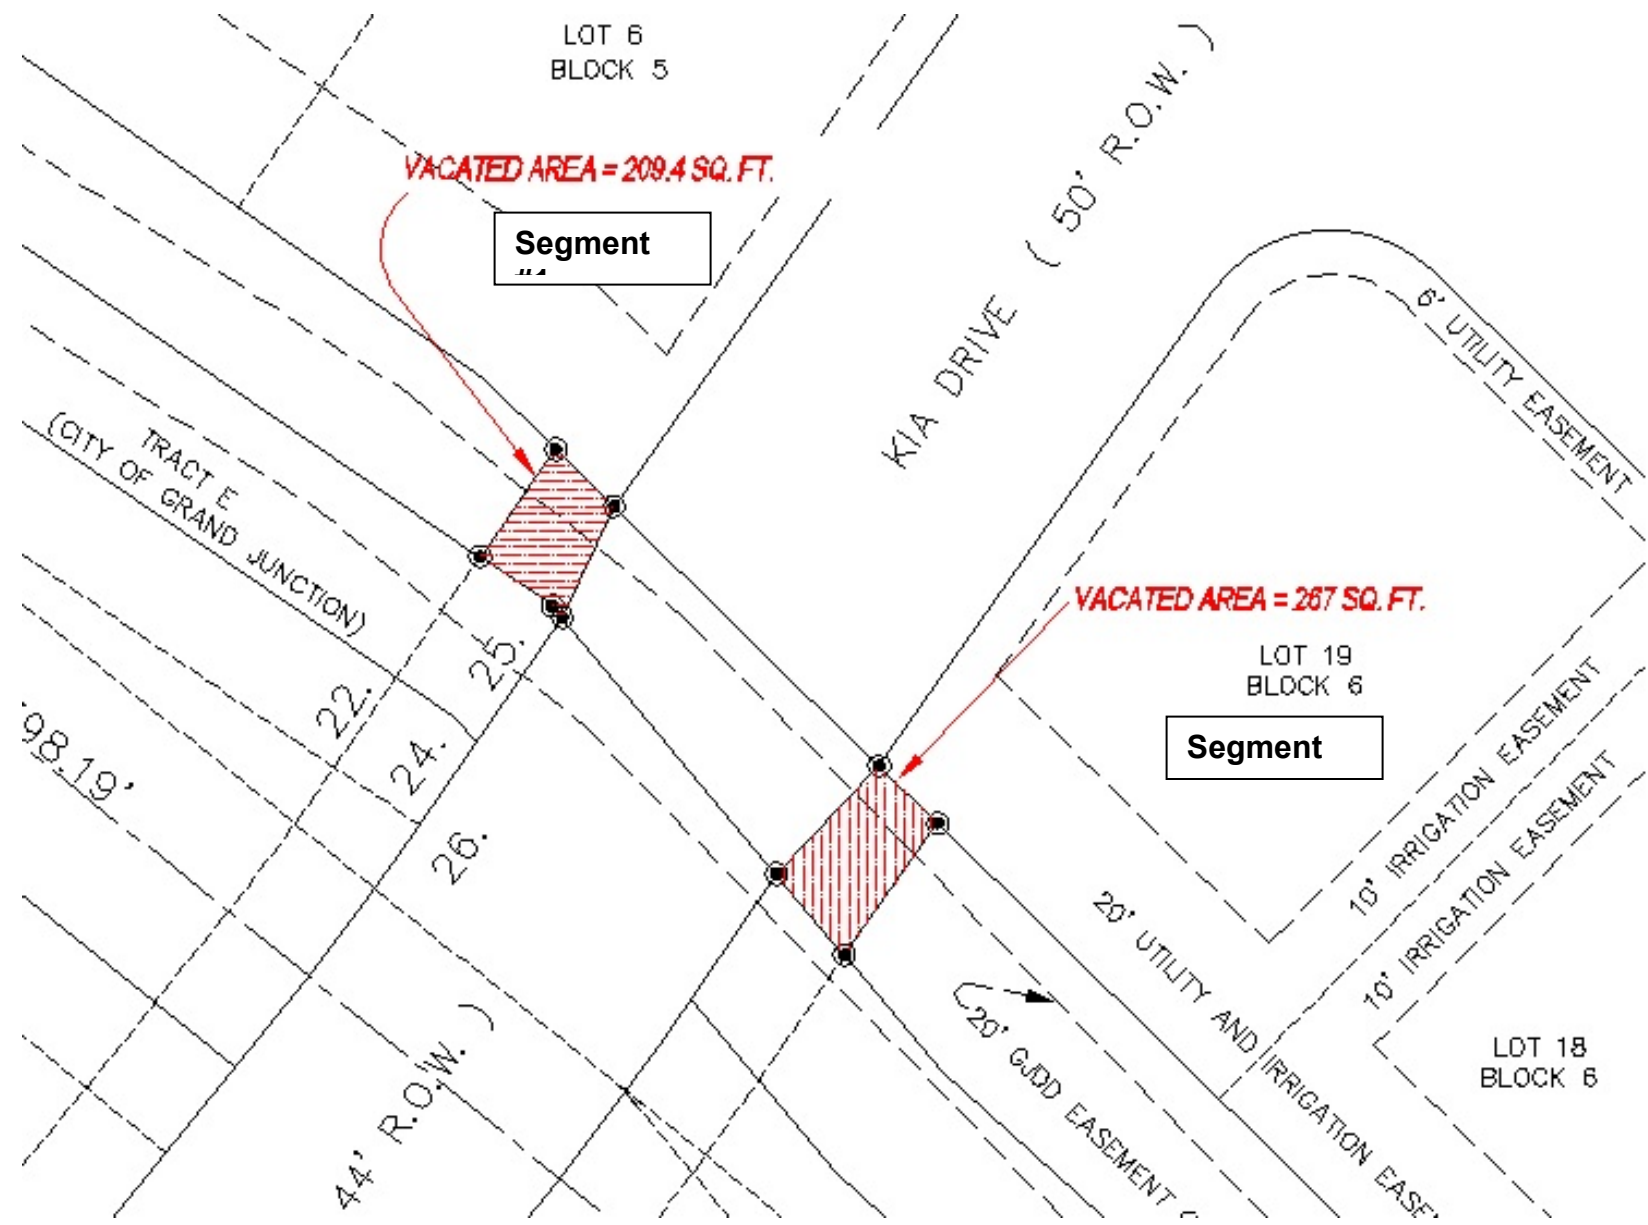 LOT 6
BLOCK 5
VACATED AREA = 209.4 SQ. FT.
Segment
KIA DRIVE ( 50' R.O.W. )
6' UTILITY EASEMENT
TRACT E
(CITY OF GRAND JUNCTION)
VACATED AREA = 267 SQ. FT.
LOT 19
BLOCK 6
Segment
22.
25.
24.
26.
98.19'
10' IRRIGATION EASEMENT
10' IRRIGATION EASEMENT
20' UTILITY AND IRRIGATION
20' GJDD EASEMENT
44' R.O.W. )
LOT 18
BLOCK 6